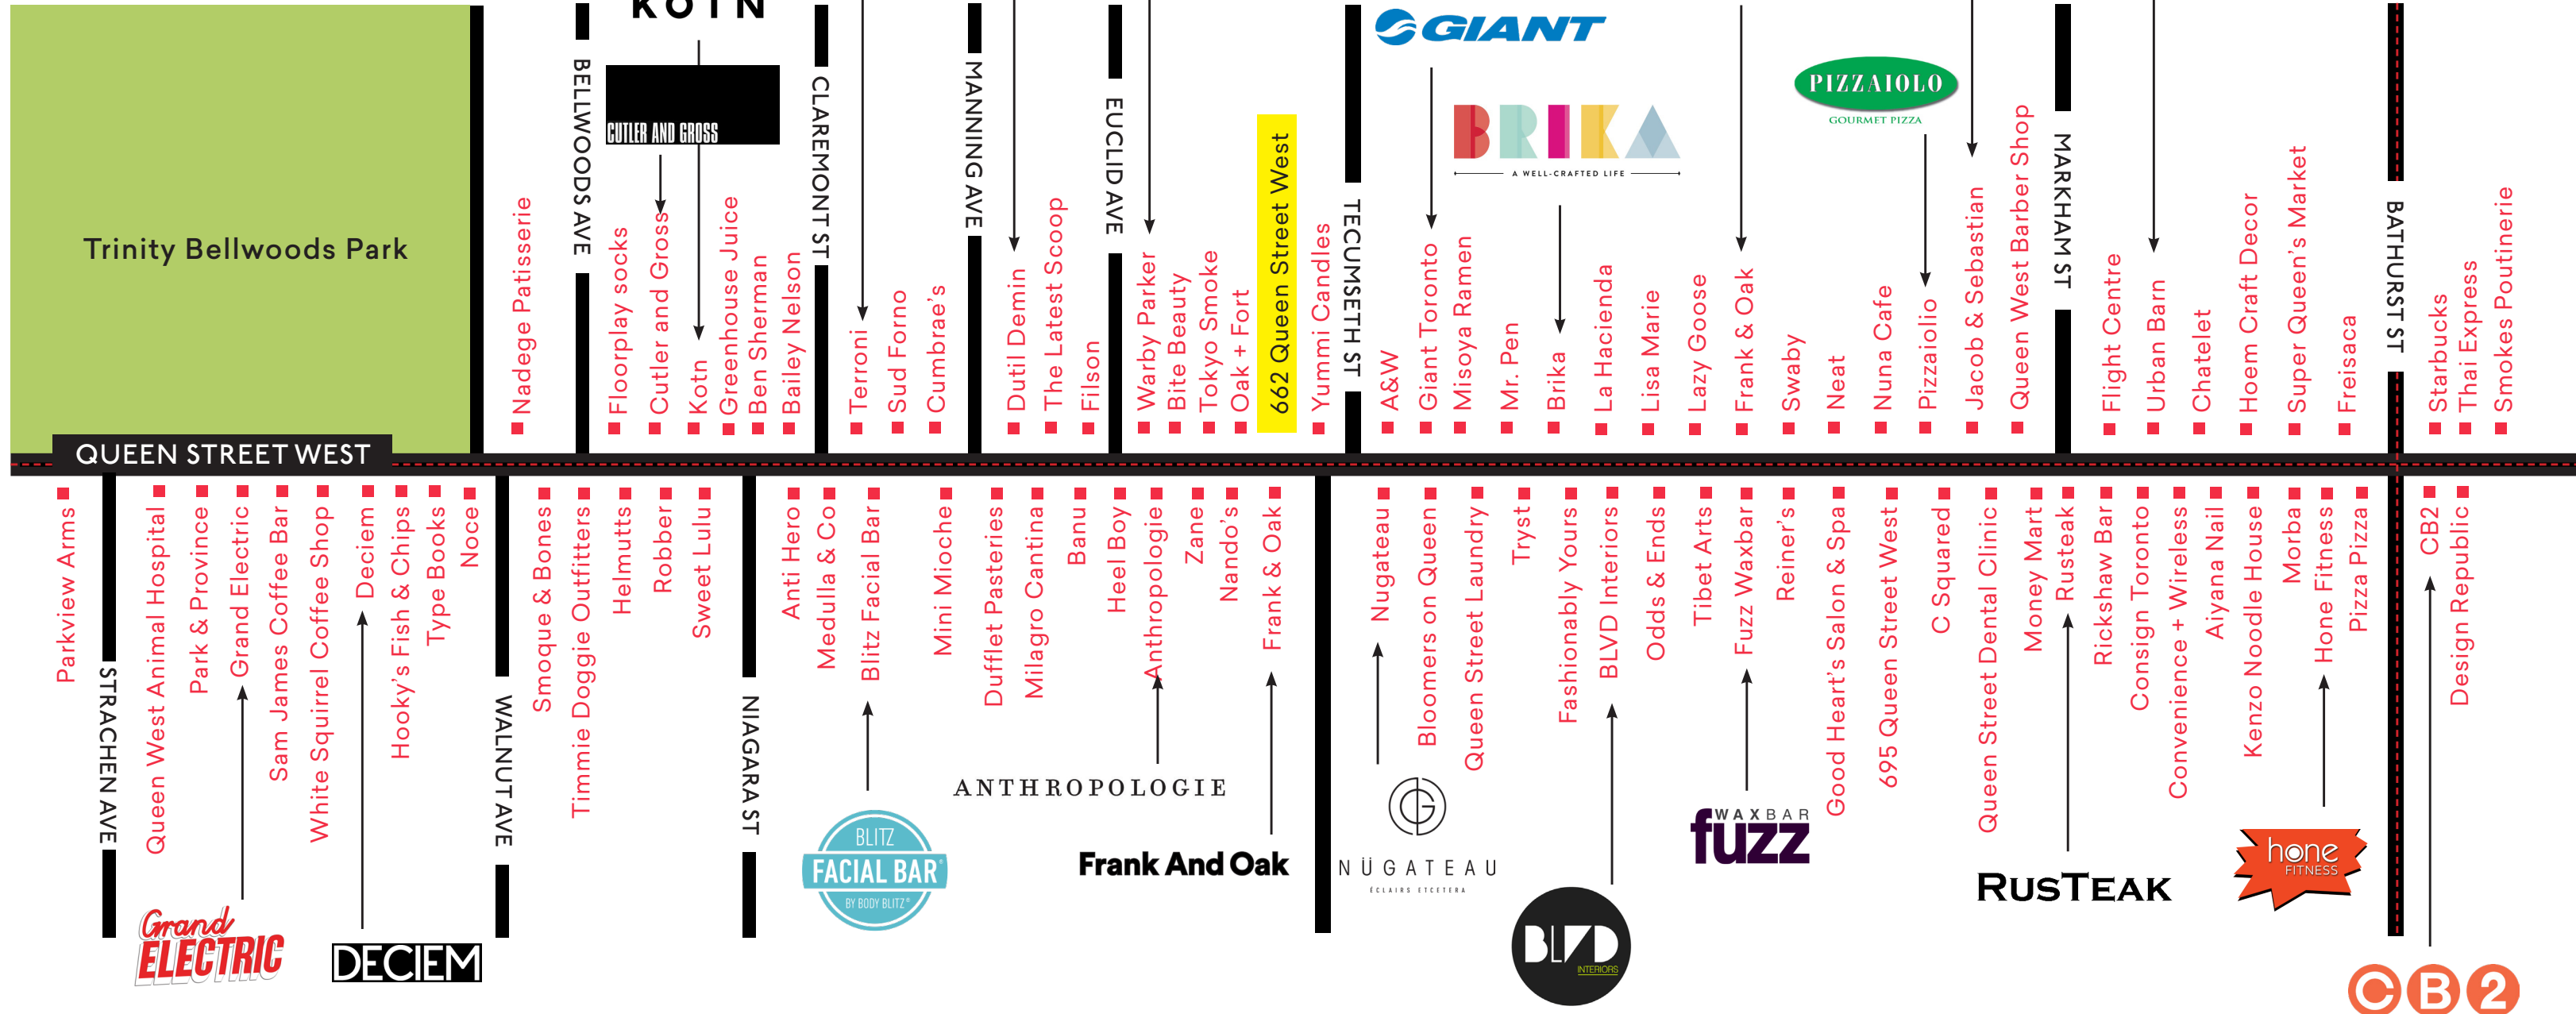 KOTN
GIANT
CUTLER AND GROSS
BRIKA
A WELL-CRAFTED LIFE
PIZZAIOLO
GOURMET PIZZA
Trinity Bellwoods Park
BELLWOODS AVE
CLAREMONT ST
MANNING AVE
EUCLID AVE
TECUMSETH ST
MARKHAM ST
BATHURST ST
Nadege Patisserie
Floorplay socks
Cutler and Gross
Kotn
Greenhouse Juice
Ben Sherman
Bailey Nelson
Terroni
Sud Forno
Cumbrae's
Dutil Demin
The Latest Scoop
Filson
Warby Parker
Bite Beauty
Tokyo Smoke
Oak + Fort
662 Queen Street West
Yummi Candles
A&W
Giant Toronto
Misoya Ramen
Mr. Pen
Brika
La Hacienda
Lisa Marie
Lazy Goose
Frank & Oak
Swaby
Neat
Nuna Cafe
Pizzaiolio
Jacob & Sebastian
Queen West Barber Shop
Flight Centre
Urban Barn
Chatelet
Hoem Craft Decor
Super Queen's Market
Freisaca
Starbucks
Thai Express
Smokes Poutinerie
QUEEN STREET WEST
Parkview Arms
STRACHEN AVE
Queen West Animal Hospital
Park & Province
Grand Electric
Sam James Coffee Bar
White Squirrel Coffee Shop
Deciem
Hooky's Fish & Chips
Type Books
Noce
WALNUT AVE
Smoque & Bones
Timmie Doggie Outfitters
Helmutts
Robber
Sweet Lulu
NIAGARA ST
Anti Hero
Medulla & Co
Blitz Facial Bar
Mini Mioche
Dufflet Pasteries
Milagro Cantina
Banu
Heel Boy
Anthropologie
Zane
Nando's
Frank & Oak
Nugateau
Bloomers on Queen
Queen Street Laundry
Tryst
Fashionably Yours
BLVD Interiors
Odds & Ends
Tibet Arts
Fuzz Waxbar
Reiner's
Good Heart's Salon & Spa
695 Queen Street West
C Squared
Queen Street Dental Clinic
Money Mart
Rusteak
Rickshaw Bar
Consign Toronto
Convenience + Wireless
Aiyana Nail
Kenzo Noodle House
Morba
Hone Fitness
Pizza Pizza
CB2
Design Republic
Grand
ELECTRIC
DECIEM
BLITZ
FACIAL BAR®
BY BODY BLITZ®
ANTHROPOLOGIE
Frank And Oak
NÜGATEAU
ÉCLAIRS ETCETERA
BLVD
INTERIORS
WAXBAR
fuzz
RUSTEAK
hone
FITNESS
CB2